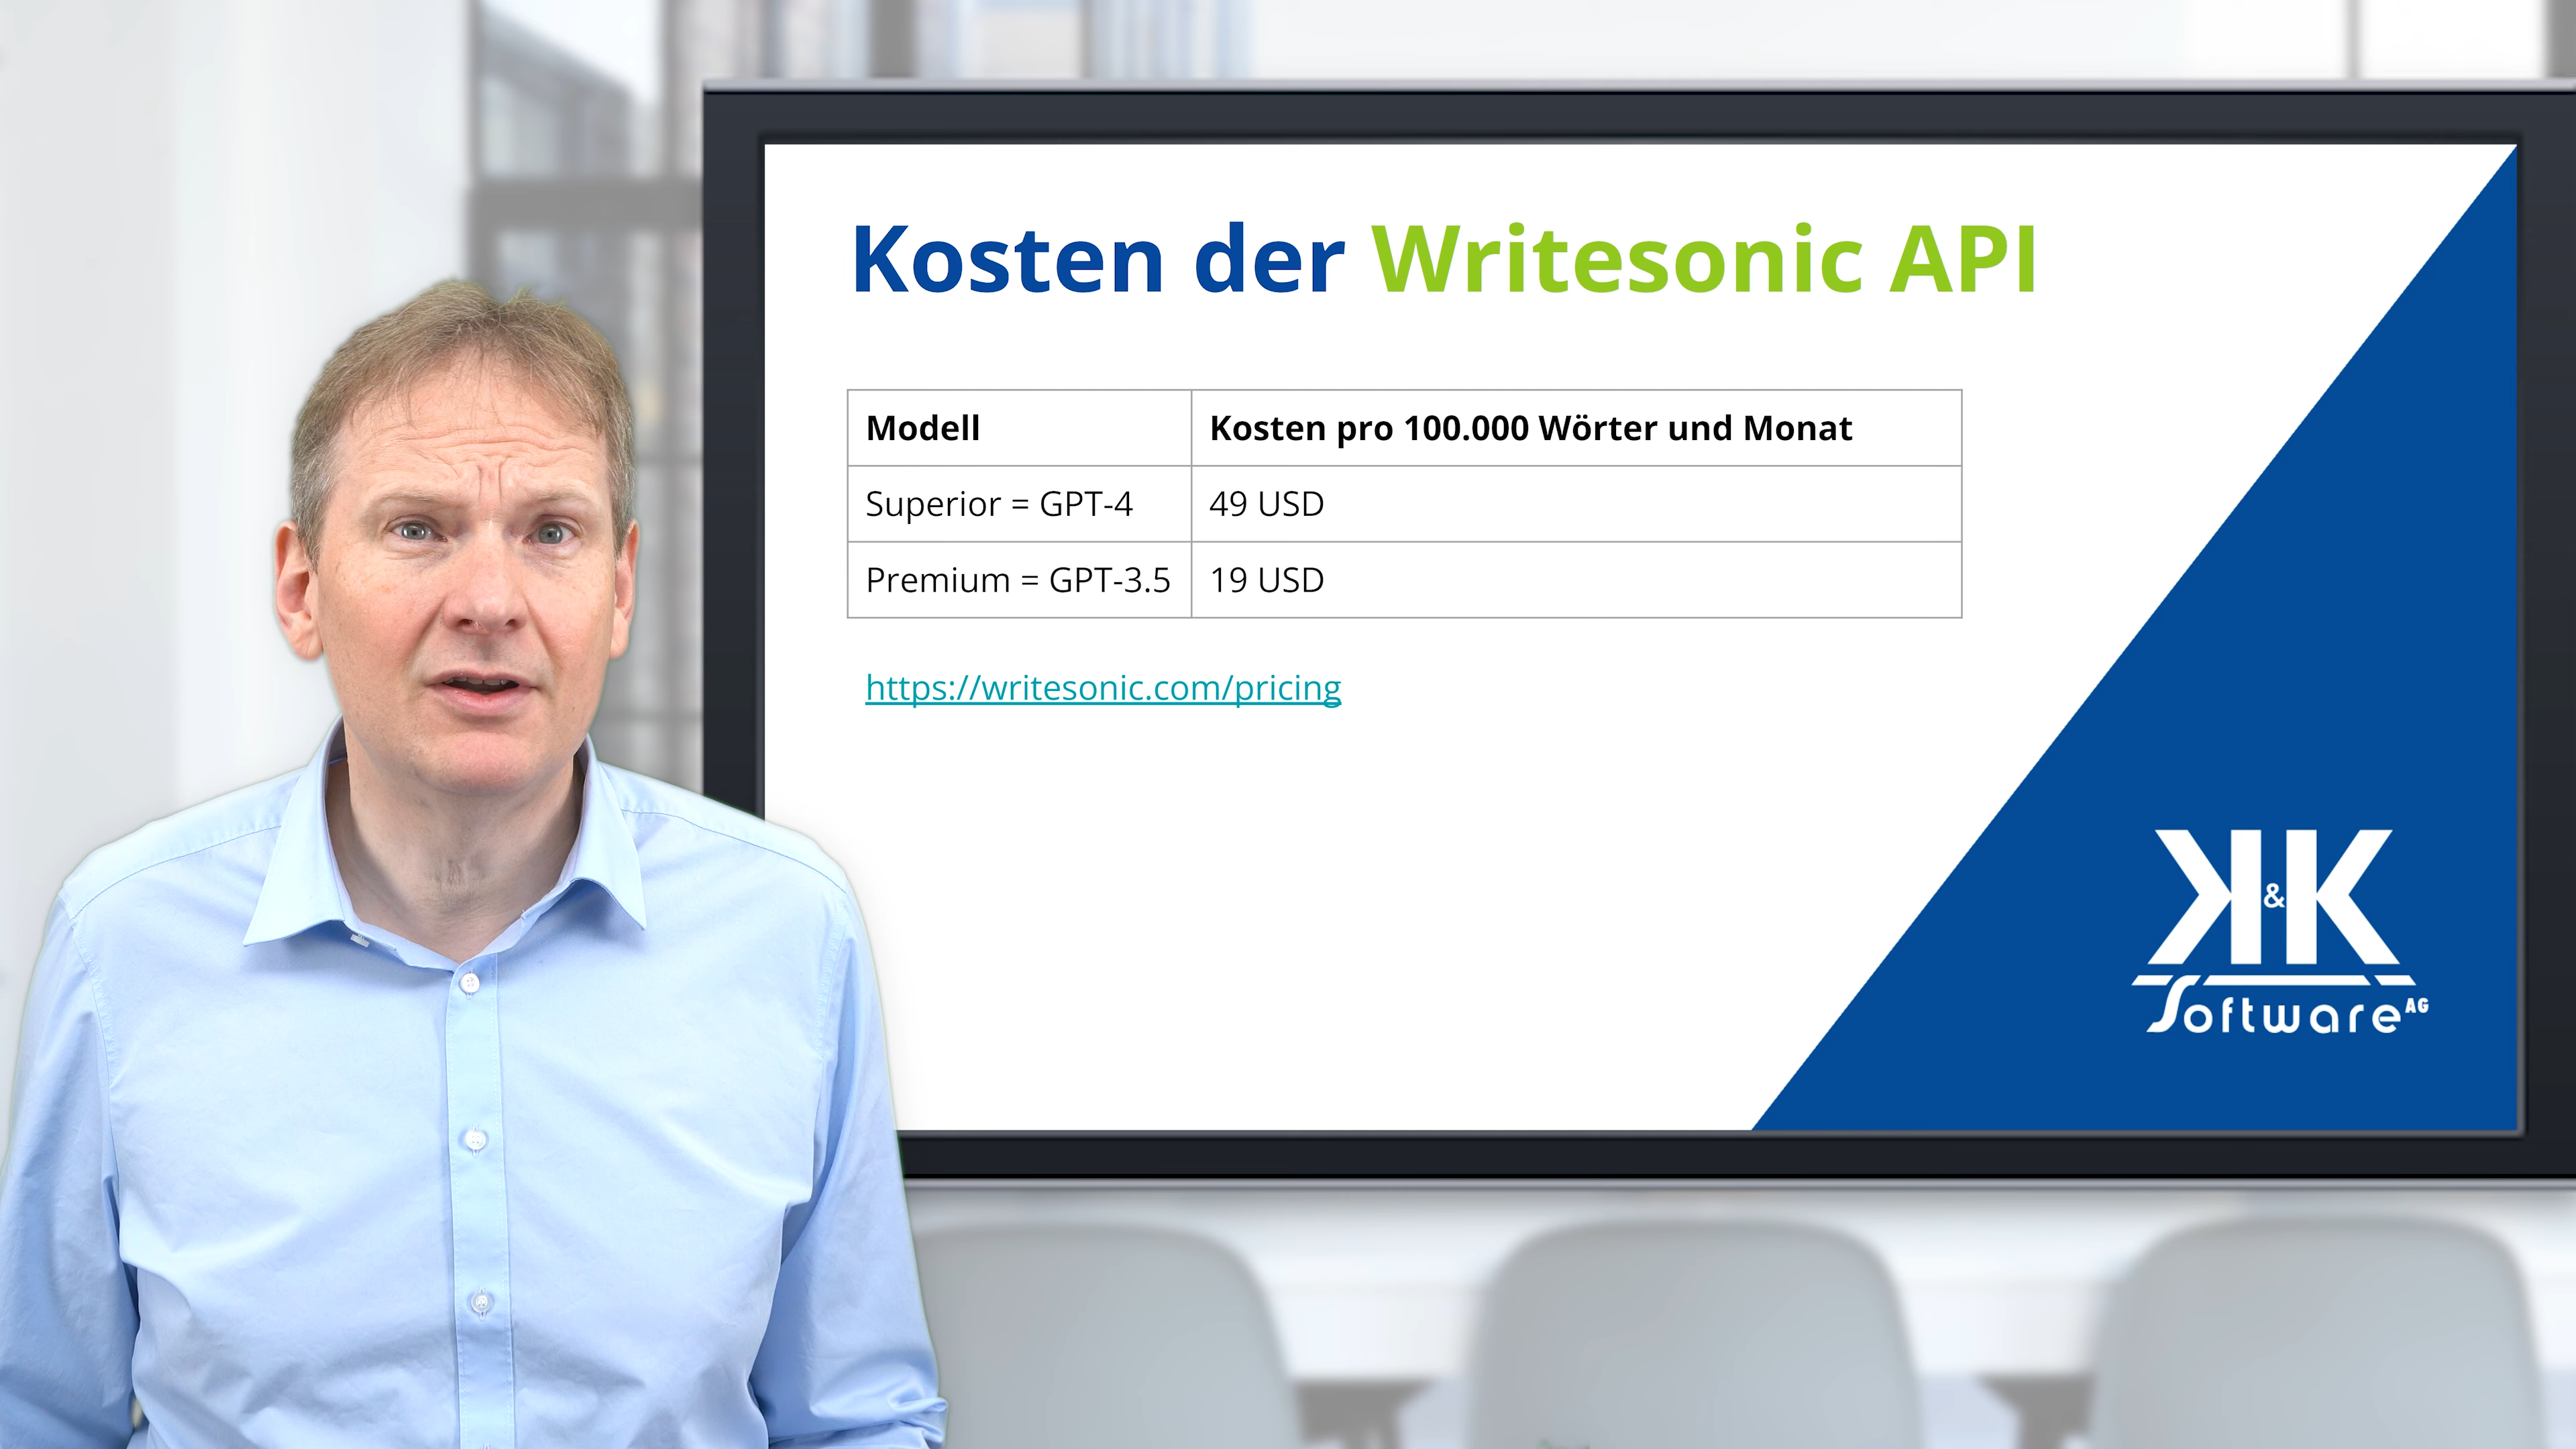 Kosten der Writesonic API
Modell Kosten pro 100.000 Wörter und Monat
Superior = GPT-4 49 USD
Premium = GPT-3.5 19 USD
https://writesonic.com/pricing
K&K
Software AG